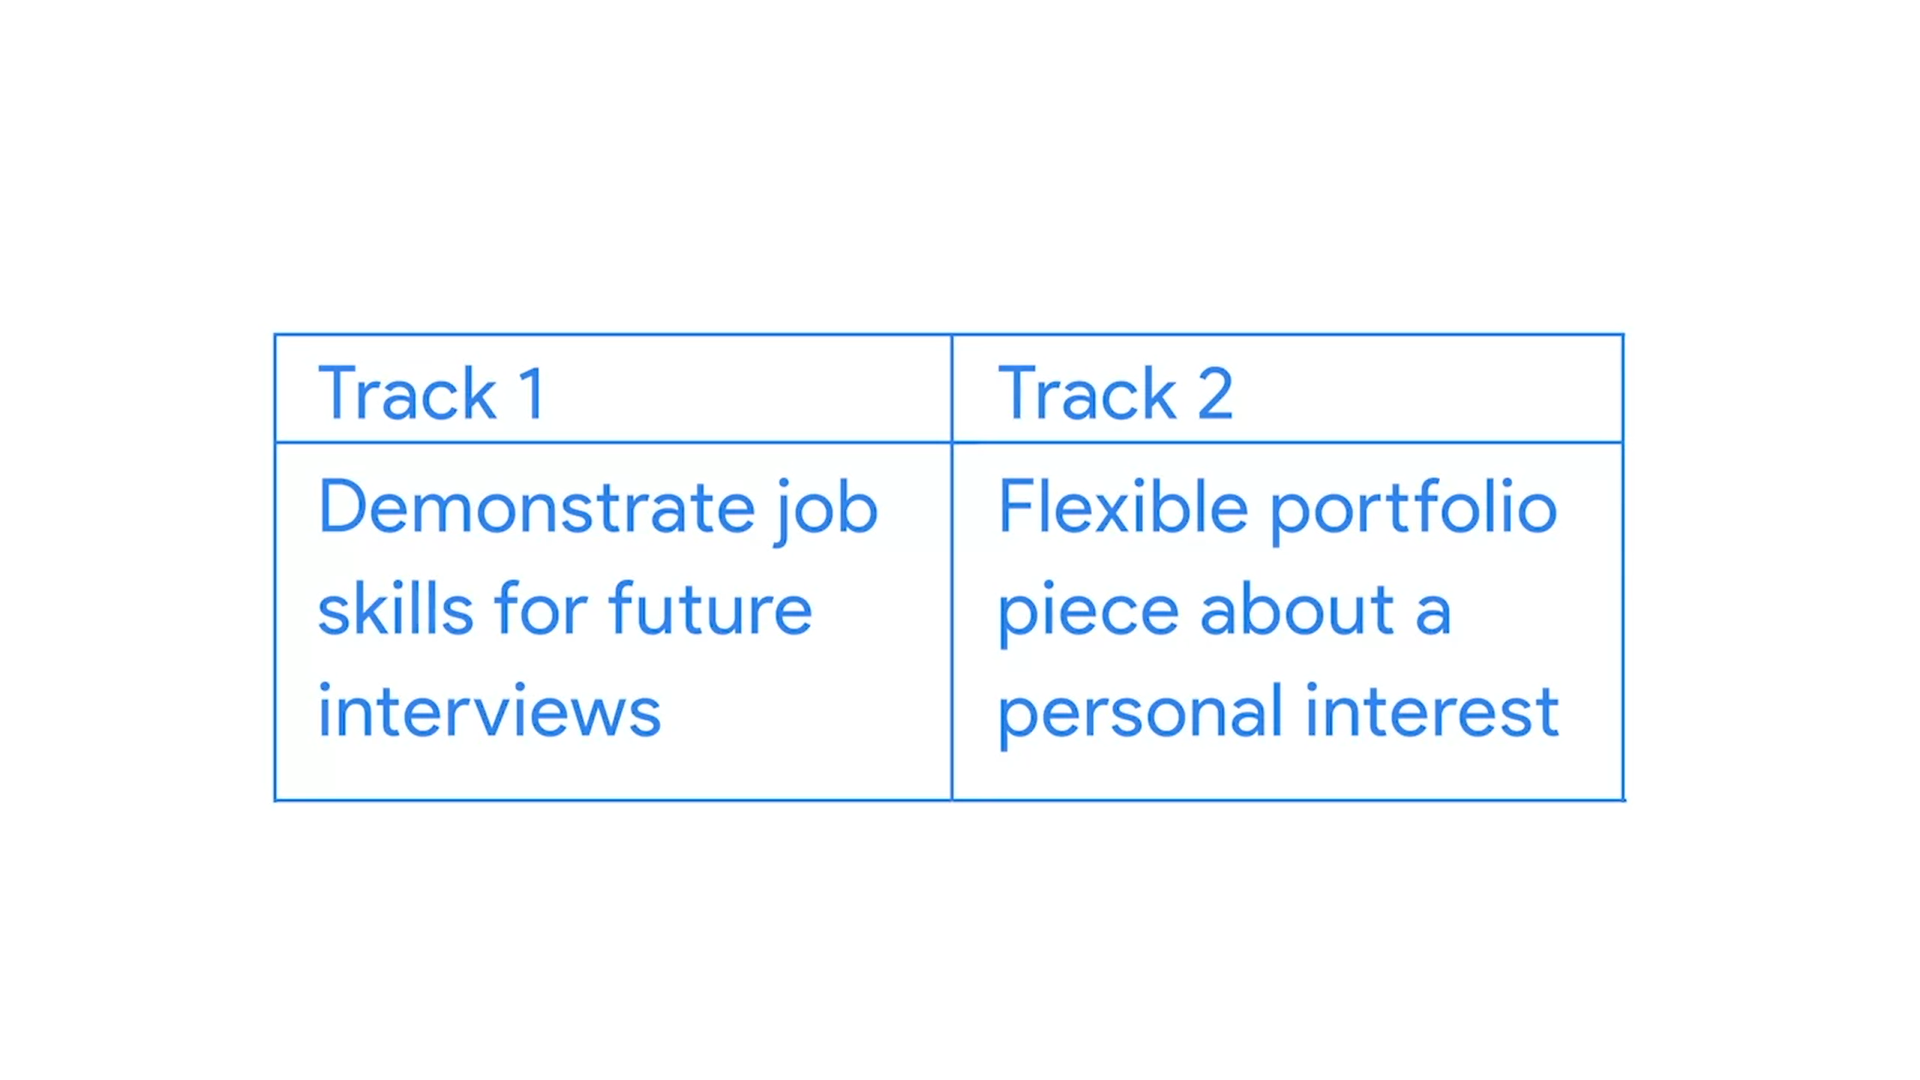 Track 1
Track 2
Demonstrate job
skills for future
interviews
Flexible portfolio
piece about a
personal interest